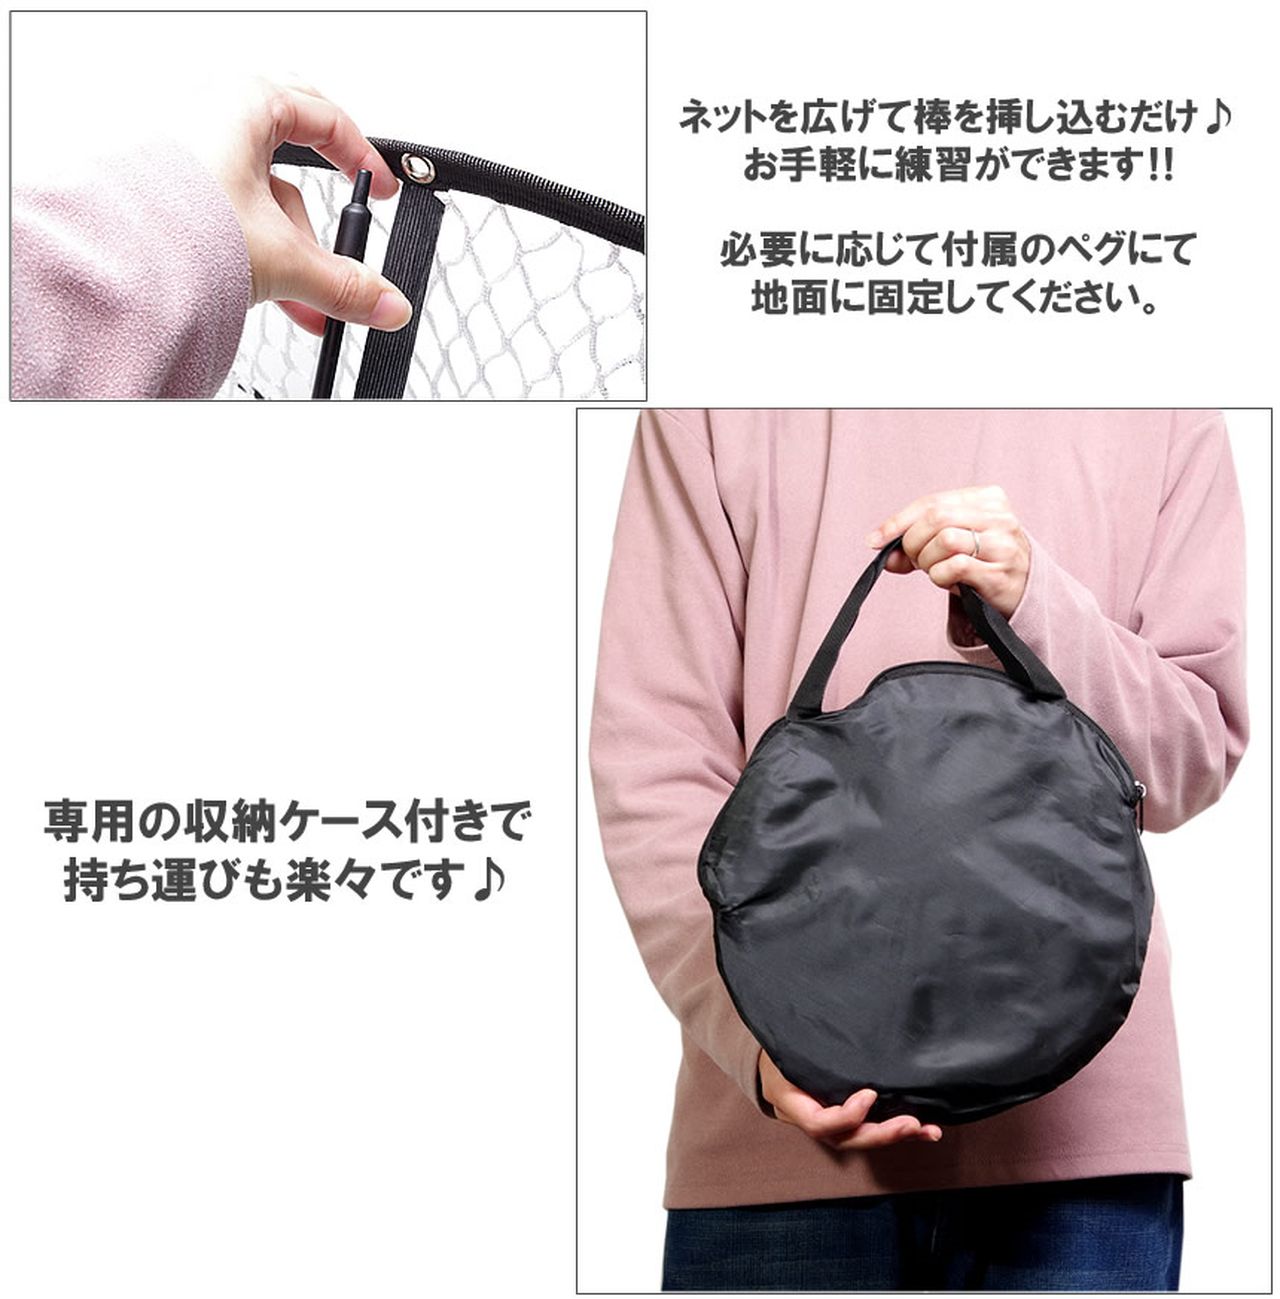 ネットを広げて棒を挿し込むだけ♪
お手軽に練習ができます!!
必要に応じて付属のペグにて
地面に固定してください。
専用の収納ケース付きで
持ち運びも楽々です♪